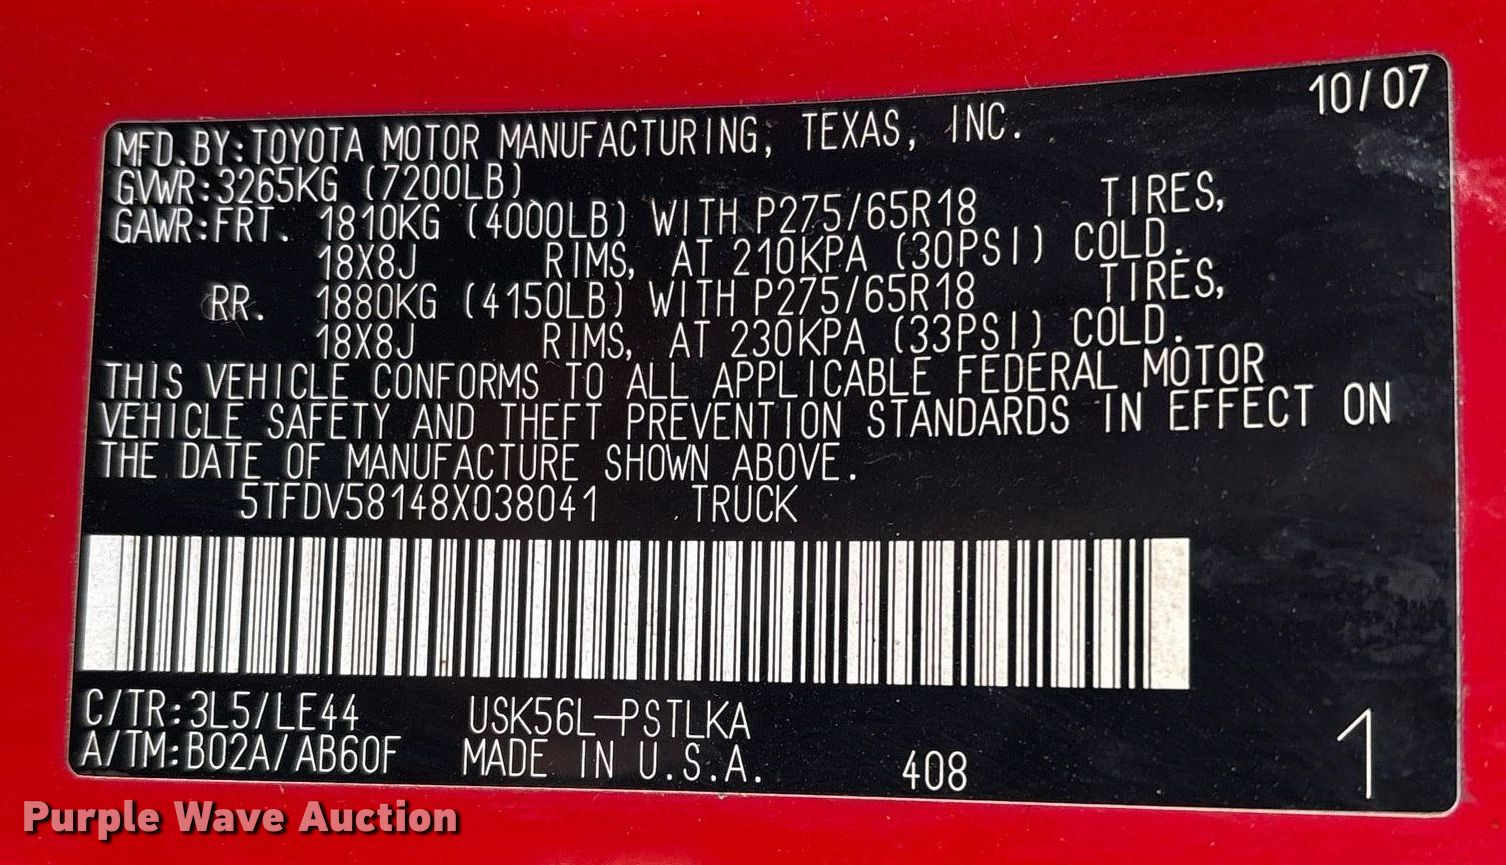 10/07
MFD.BY:TOYOTA MOTOR MANUFACTURING, TEXAS, INC.
GVWR:3265KG (7200LB)
GAWR:FRT. 1810KG (4000LB) WITH P275/65R18 TIRES,
18X8J RIMS, AT 210KPA (30PSI) COLD.
RR. 1880KG (4150LB) WITH P275/65R18 TIRES,
18X8J RIMS, AT 230KPA (33PSI) COLD.
THIS VEHICLE CONFORMS TO ALL APPLICABLE FEDERAL MOTOR
VEHICLE SAFETY AND THEFT PREVENTION STANDARDS IN EFFECT ON
THE DATE OF MANUFACTURE SHOWN ABOVE.
5TFDV58148X038041 TRUCK
C/TR:3L5/LE44 USK56L-PSTLKA
A/TM:B02A/AB60F MADE IN U.S.A. 408 1
Purple Wave Auction